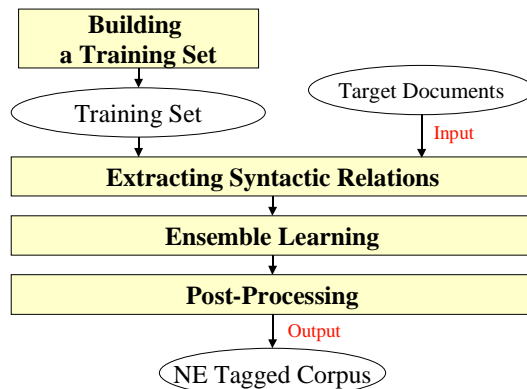 Building
a Training Set
Training Set
Target Documents
Input
Extracting Syntactic Relations
Ensemble Learning
Post-Processing
Output
NE Tagged Corpus